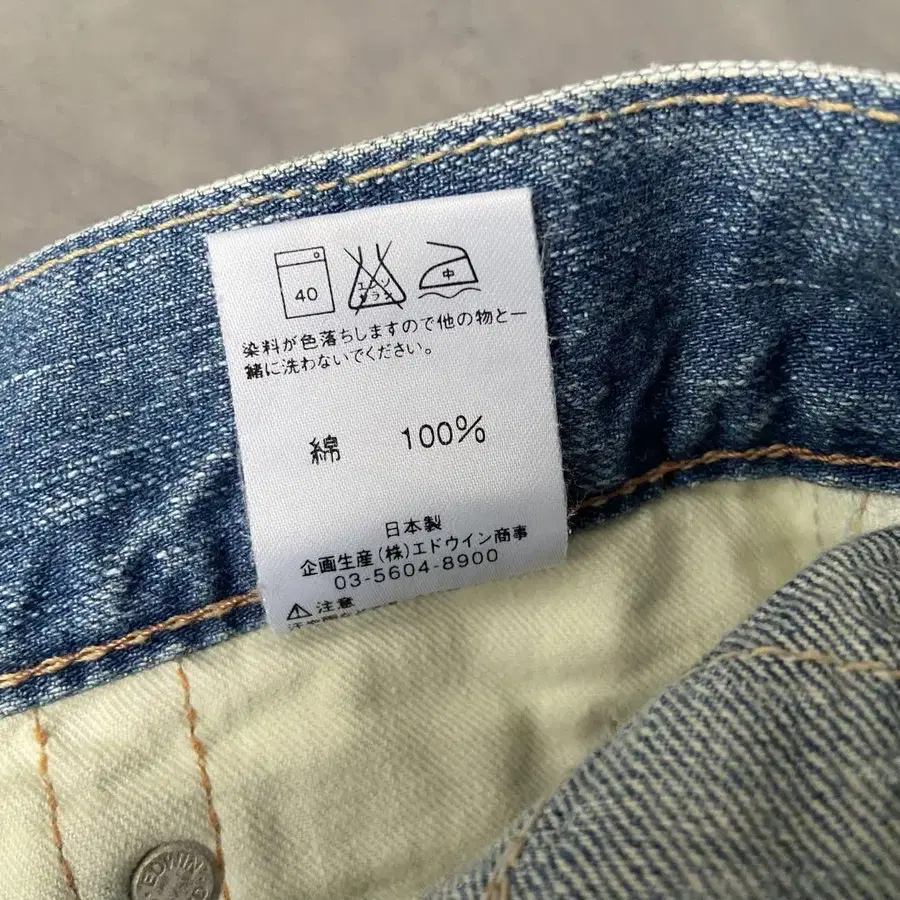 40
エンソ
サラシ
中
染料が色落ちしますので他の物と一
緒に洗わないでください。
綿 100%
日本製
企画生産(株)エドウイン商事
03-5604-8900
⚠注意
EDWIN